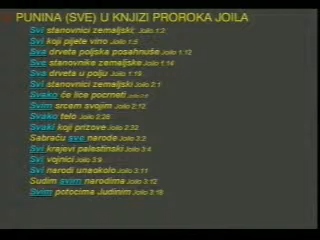 PUNINA (SVE) U KNJIZI PROROKA JOILA
Svi stanovnici zemaljski; Joilo 1:2
Svi koji pijete vino Joilo 1:5
Sva drveta poljska posahnuše Joilo 1:12
Sve stanovnike zemaljske Joilo 1:14
Sva drveta u polju Joilo 1:19
Svi stanovnici zemaljski Joilo 2:1
Svako će lice pocrneti
Svim srcem svojim Joilo 2:12
Svako telo Joilo 2:28
Svaki koji prizove Joilo 2:32
Sabraću sve narode Joilo 3:2
Svi krajevi palestinski Joilo 3:4
Svi vojnici Joilo 3:9
Svi narodi unaokolo Joilo 3:11
Sudim svim narodima Joilo 3:12
Svim potocima Judinim Joilo 3:18